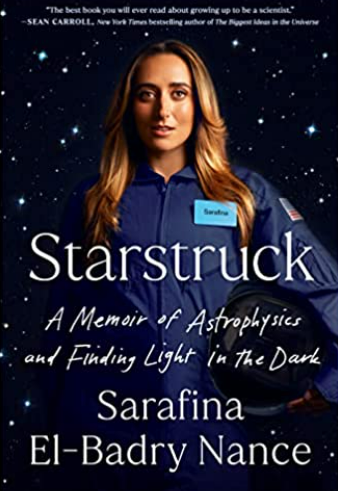 "The best book you will ever read about growing up to be a scientist."
—SEAN CARROLL, New York Times bestselling author of The Biggest Ideas in the Universe
Sarafina
Starstruck
A Memoir of Astrophysics
and Finding Light in the Dark
Sarafina
El-Badry Nance